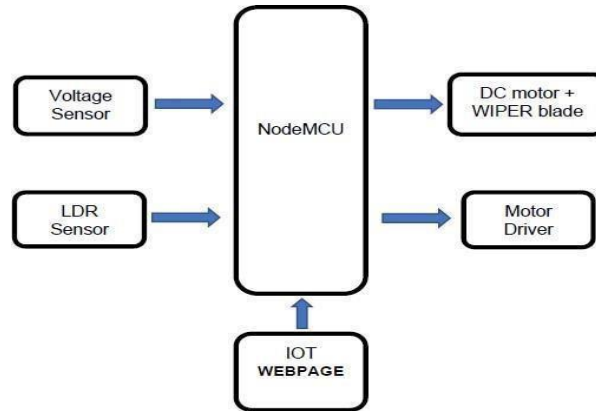 Voltage
Sensor
NodeMCU
DC motor +
WIPER blade
LDR
Sensor
Motor
Driver
IOT
WEBPAGE